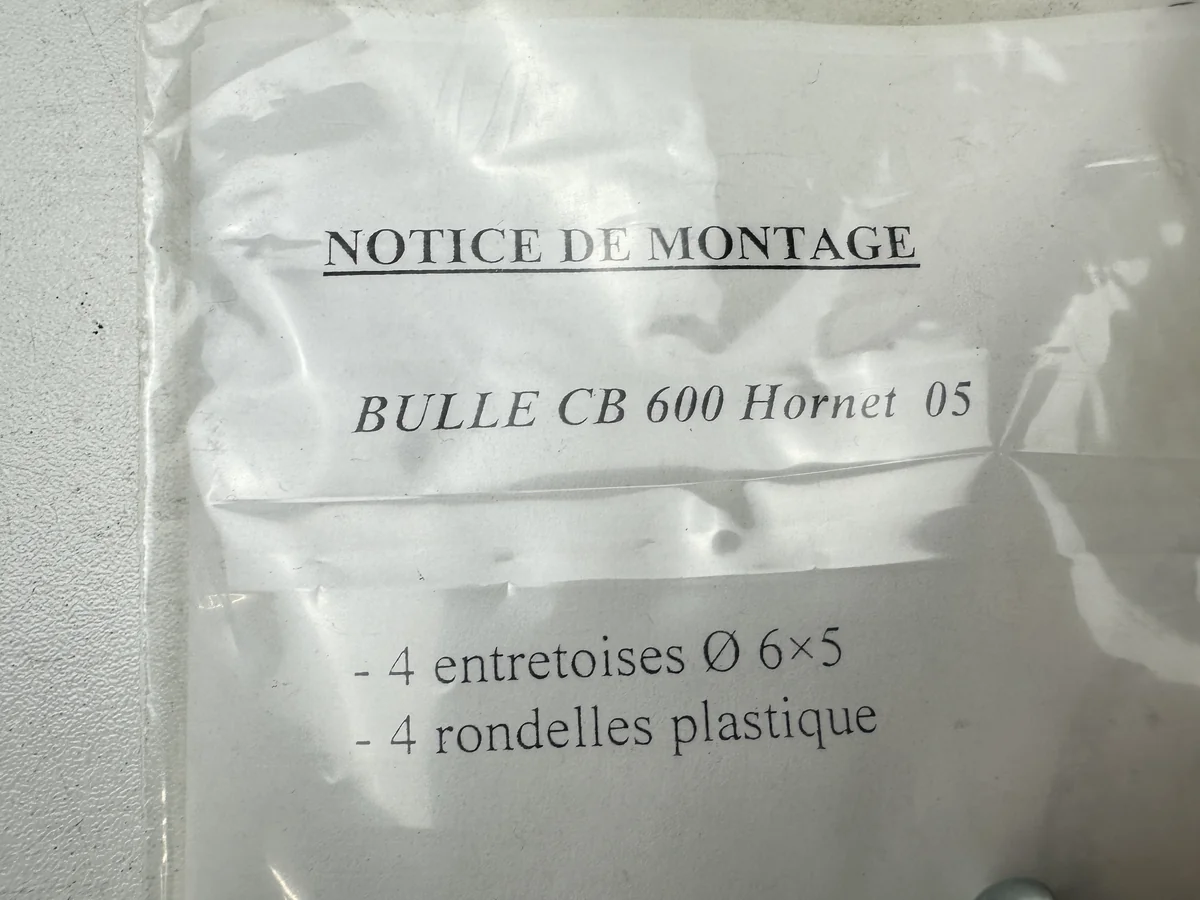 NOTICE DE MONTAGE
BULLE CB 600 Hornet 05
- 4 entretoises Ø 6×5
- 4 rondelles plastique